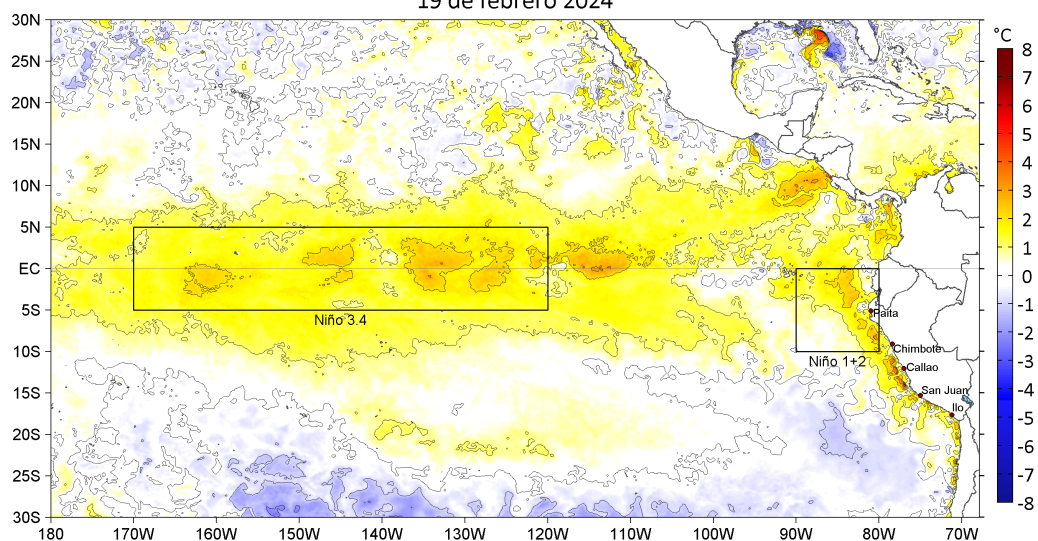 19 de febrero 2024
°C
30N
25N
20N
15N
10N
5N
EC
5S
10S
15S
20S
25S
30S
Niño 3.4
Niño 1+2
Paita
Chimbote
Callao
San Juan
Ilo
8
7
6
5
4
3
2
1
0
-1
-2
-3
-4
-5
-6
-7
-8
180 170W 160W 150W 140W 130W 120W 110W 100W 90W 80W 70W